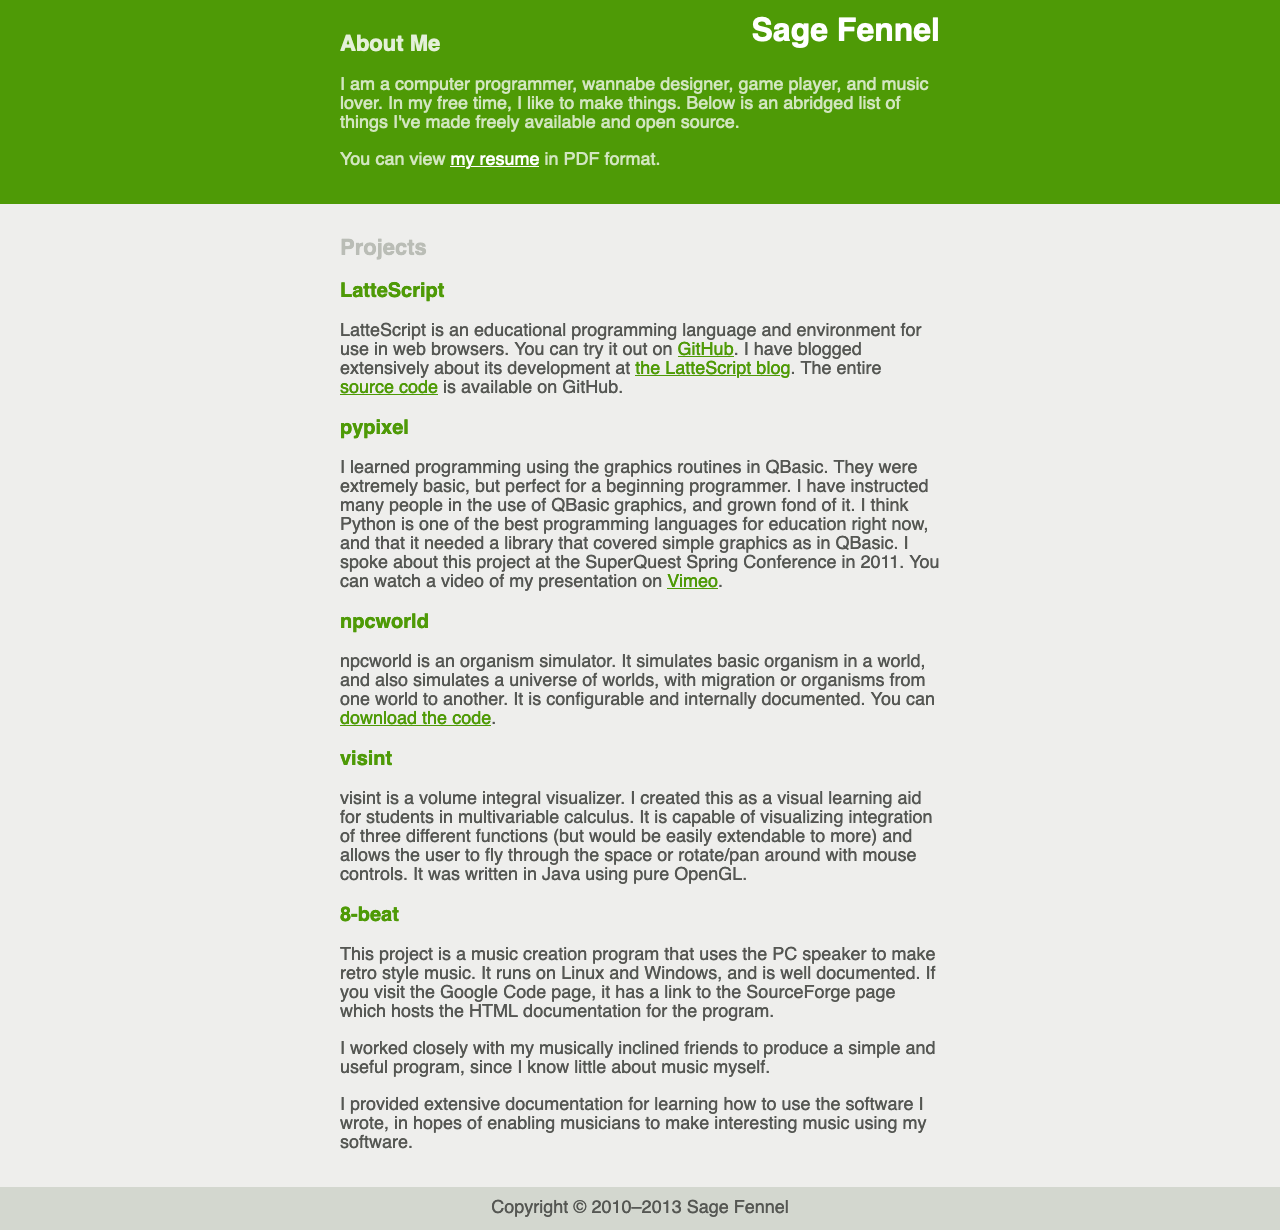 Sage Fennel
About Me
I am a computer programmer, wannabe designer, game player, and music
lover. In my free time, I like to make things. Below is an abridged list of
things I've made freely available and open source.
You can view my resume in PDF format.
Projects
LatteScript
LatteScript is an educational programming language and environment for
use in web browsers. You can try it out on GitHub. I have blogged
extensively about its development at the LatteScript blog. The entire
source code is available on GitHub.
pypixel
I learned programming using the graphics routines in QBasic. They were
extremely basic, but perfect for a beginning programmer. I have instructed
many people in the use of QBasic graphics, and grown fond of it. I think
Python is one of the best programming languages for education right now,
and that it needed a library that covered simple graphics as in QBasic. I
spoke about this project at the SuperQuest Spring Conference in 2011. You
can watch a video of my presentation on Vimeo.
npcworld
npcworld is an organism simulator. It simulates basic organism in a world,
and also simulates a universe of worlds, with migration or organisms from
one world to another. It is configurable and internally documented. You can
download the code.
visint
visint is a volume integral visualizer. I created this as a visual learning aid
for students in multivariable calculus. It is capable of visualizing integration
of three different functions (but would be easily extendable to more) and
allows the user to fly through the space or rotate/pan around with mouse
controls. It was written in Java using pure OpenGL.
8-beat
This project is a music creation program that uses the PC speaker to make
retro style music. It runs on Linux and Windows, and is well documented. If
you visit the Google Code page, it has a link to the SourceForge page
which hosts the HTML documentation for the program.
I worked closely with my musically inclined friends to produce a simple and
useful program, since I know little about music myself.
I provided extensive documentation for learning how to use the software I
wrote, in hopes of enabling musicians to make interesting music using my
software.
Copyright © 2010–2013 Sage Fennel